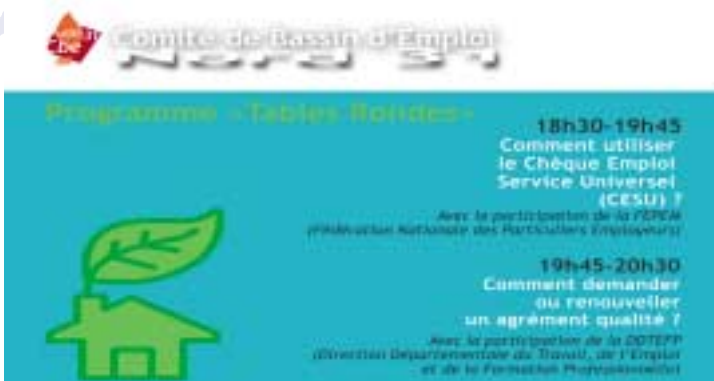 be
Comité de Bassin d'Emploi
Programme «Tables Rondes»
18h30-19h45
Comment utiliser
le Chèque Emploi
Service Universel
(CESU) ?
Avec la participation de la FEPEM
(Fédération Nationale des Particuliers Employeurs)
19h45-20h30
Comment demander
ou renouveller
un agrément qualité ?
Avec la participation de la DDTEFP
(Direction Départementale du Travail, de l'Emploi
et de la Formation Professionnelle)